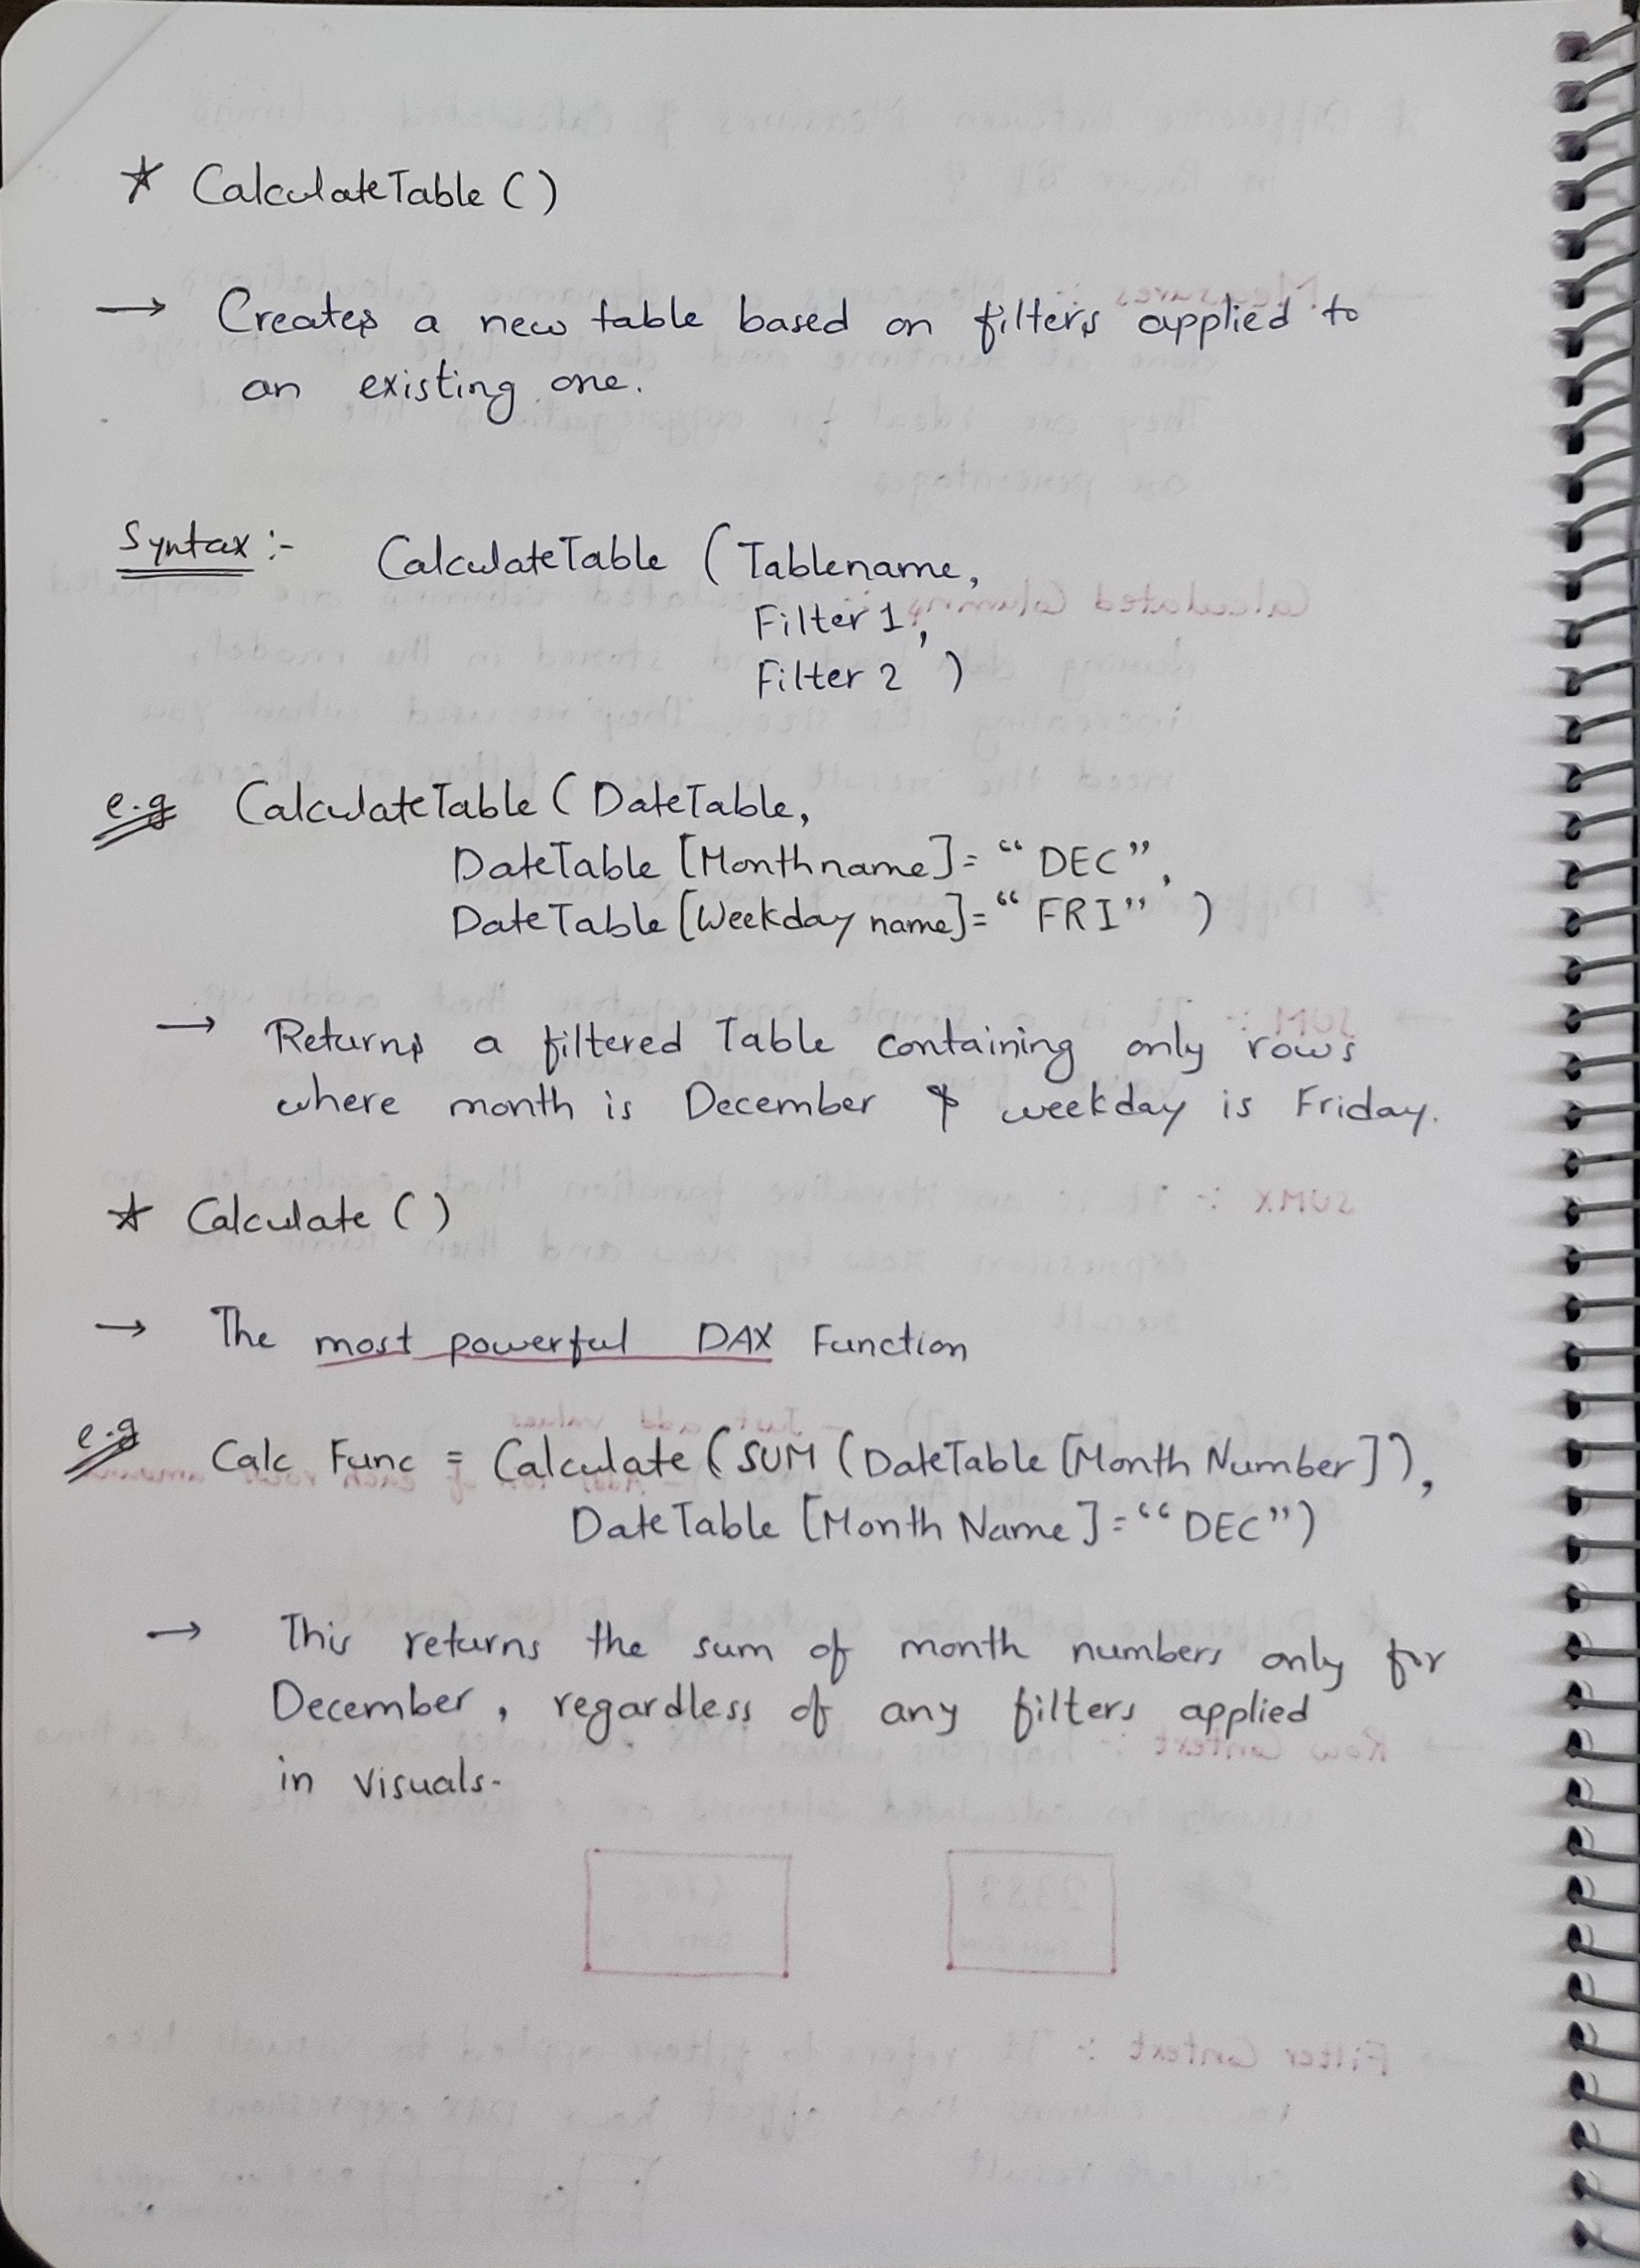 * CalculateTable ()
→ Creates a new table based on filters applied to
an existing one.
Syntax :- CalculateTable ( Tablename,
Filter 1,
Filter 2 )
e.g CalculateTable ( DateTable,
DateTable [Monthname] = “ DEC ”,
DateTable [Weekday name] = “ FRI ” )
→ Returns a filtered Table containing only rows
where month is December & weekday is Friday.
* Calculate ( )
→ The most powerful DAX Function
e.g Calc Func = Calculate ( SUM ( DateTable [Month Number] ),
DateTable [Month Name] = “ DEC ” )
→ This returns the sum of month numbers only for
December, regardless of any filters applied
in visuals.